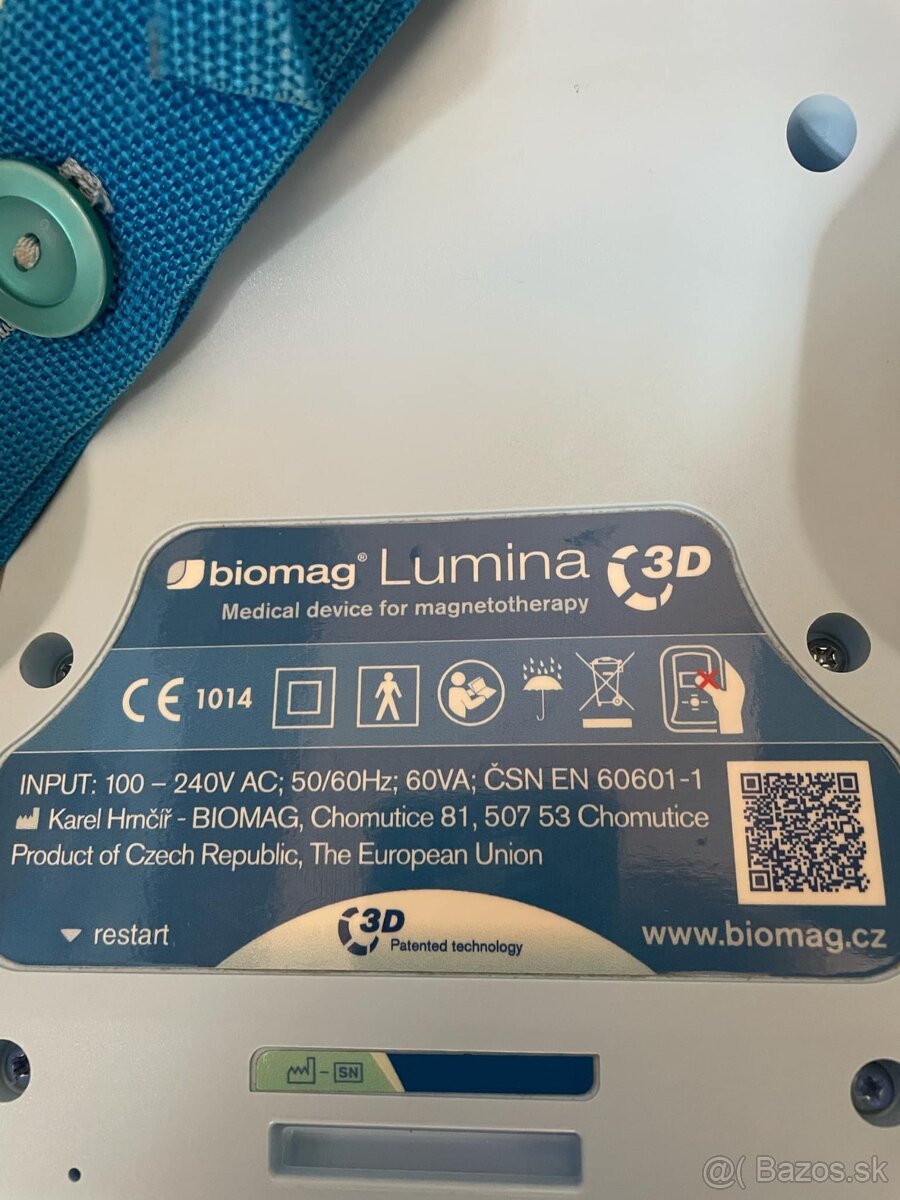 biomag® Lumina 3D
Medical device for magnetotherapy
CE 1014
INPUT: 100 – 240V AC; 50/60Hz; 60VA; ČSN EN 60601-1
Karel Hrnčíř - BIOMAG, Chomutice 81, 507 53 Chomutice
Product of Czech Republic, The European Union
restart
3D
Patented technology
www.biomag.cz
SN
@( Bazos.sk